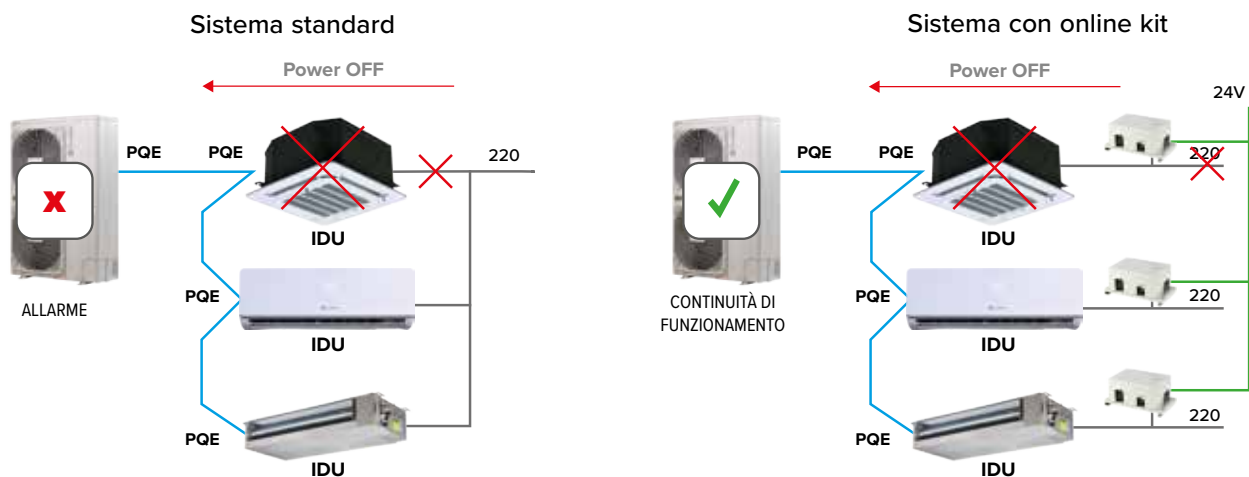 Sistema standard
Power OFF
PQE
PQE
220
IDU
ALLARME
PQE
IDU
PQE
IDU
Sistema con online kit
Power OFF
24V
PQE
PQE
220
IDU
CONTINUITÀ DI
FUNZIONAMENTO
PQE
220
IDU
220
PQE
IDU